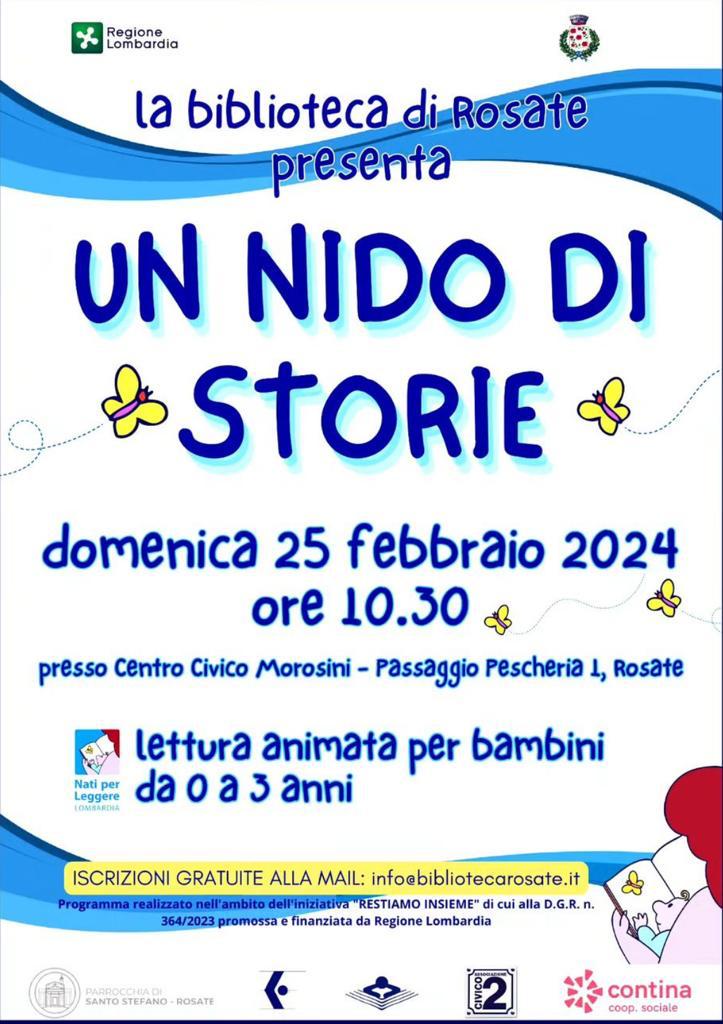 Regione
Lombardia
la biblioteca di Rosate
presenta
UN NIDO DI
STORIE
domenica 25 febbraio 2024
ore 10.30
presso Centro Civico Morosini - Passaggio Pescheria 1, Rosate
lettura animata per bambini
da 0 a 3 anni
Nati per
Leggere
LOMBARDIA
ISCRIZIONI GRATUITE ALLA MAIL: info@bibliotecarosate.it
Programma realizzato nell'ambito dell'iniziativa "RESTIAMO INSIEME" di cui alla D.G.R. n.
364/2023 promossa e finanziata da Regione Lombardia
PARROCCHIA DI
SANTO STEFANO - ROSATE
ASSOCIAZIONE
CIVICO
2
contina
coop. sociale